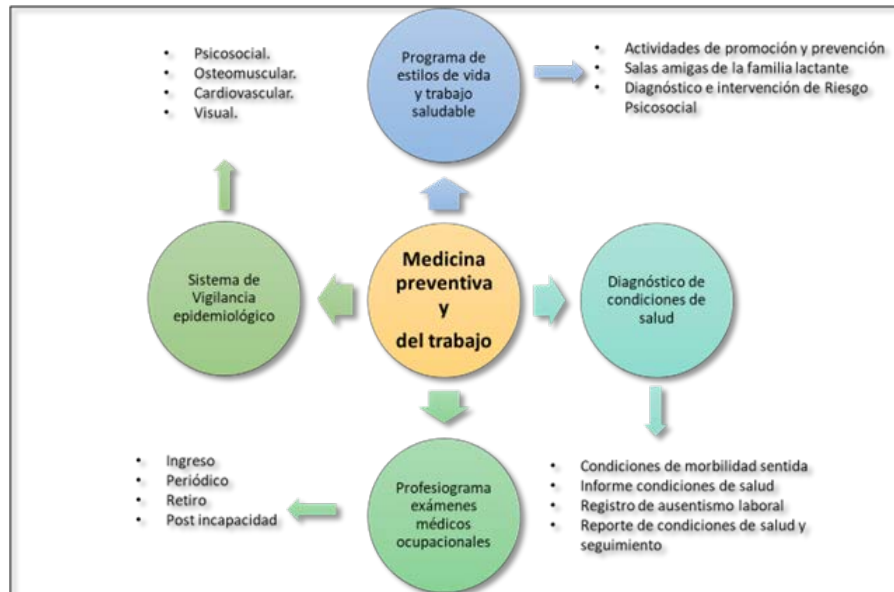 • Psicosocial.
• Osteomuscular.
• Cardiovascular.
• Visual.
Programa de
estilos de vida
y trabajo
saludable
• Actividades de promoción y prevención
• Salas amigas de la familia lactante
• Diagnóstico e intervención de Riesgo
Psicosocial
Sistema de
Vigilancia
epidemiológico
Medicina
preventiva
y
del trabajo
Diagnóstico de
condiciones de
salud
• Ingreso
• Periódico
• Retiro
• Post incapacidad
Profesiograma
exámenes
médicos
ocupacionales
• Condiciones de morbilidad sentida
• Informe condiciones de salud
• Registro de ausentismo laboral
• Reporte de condiciones de salud y
seguimiento